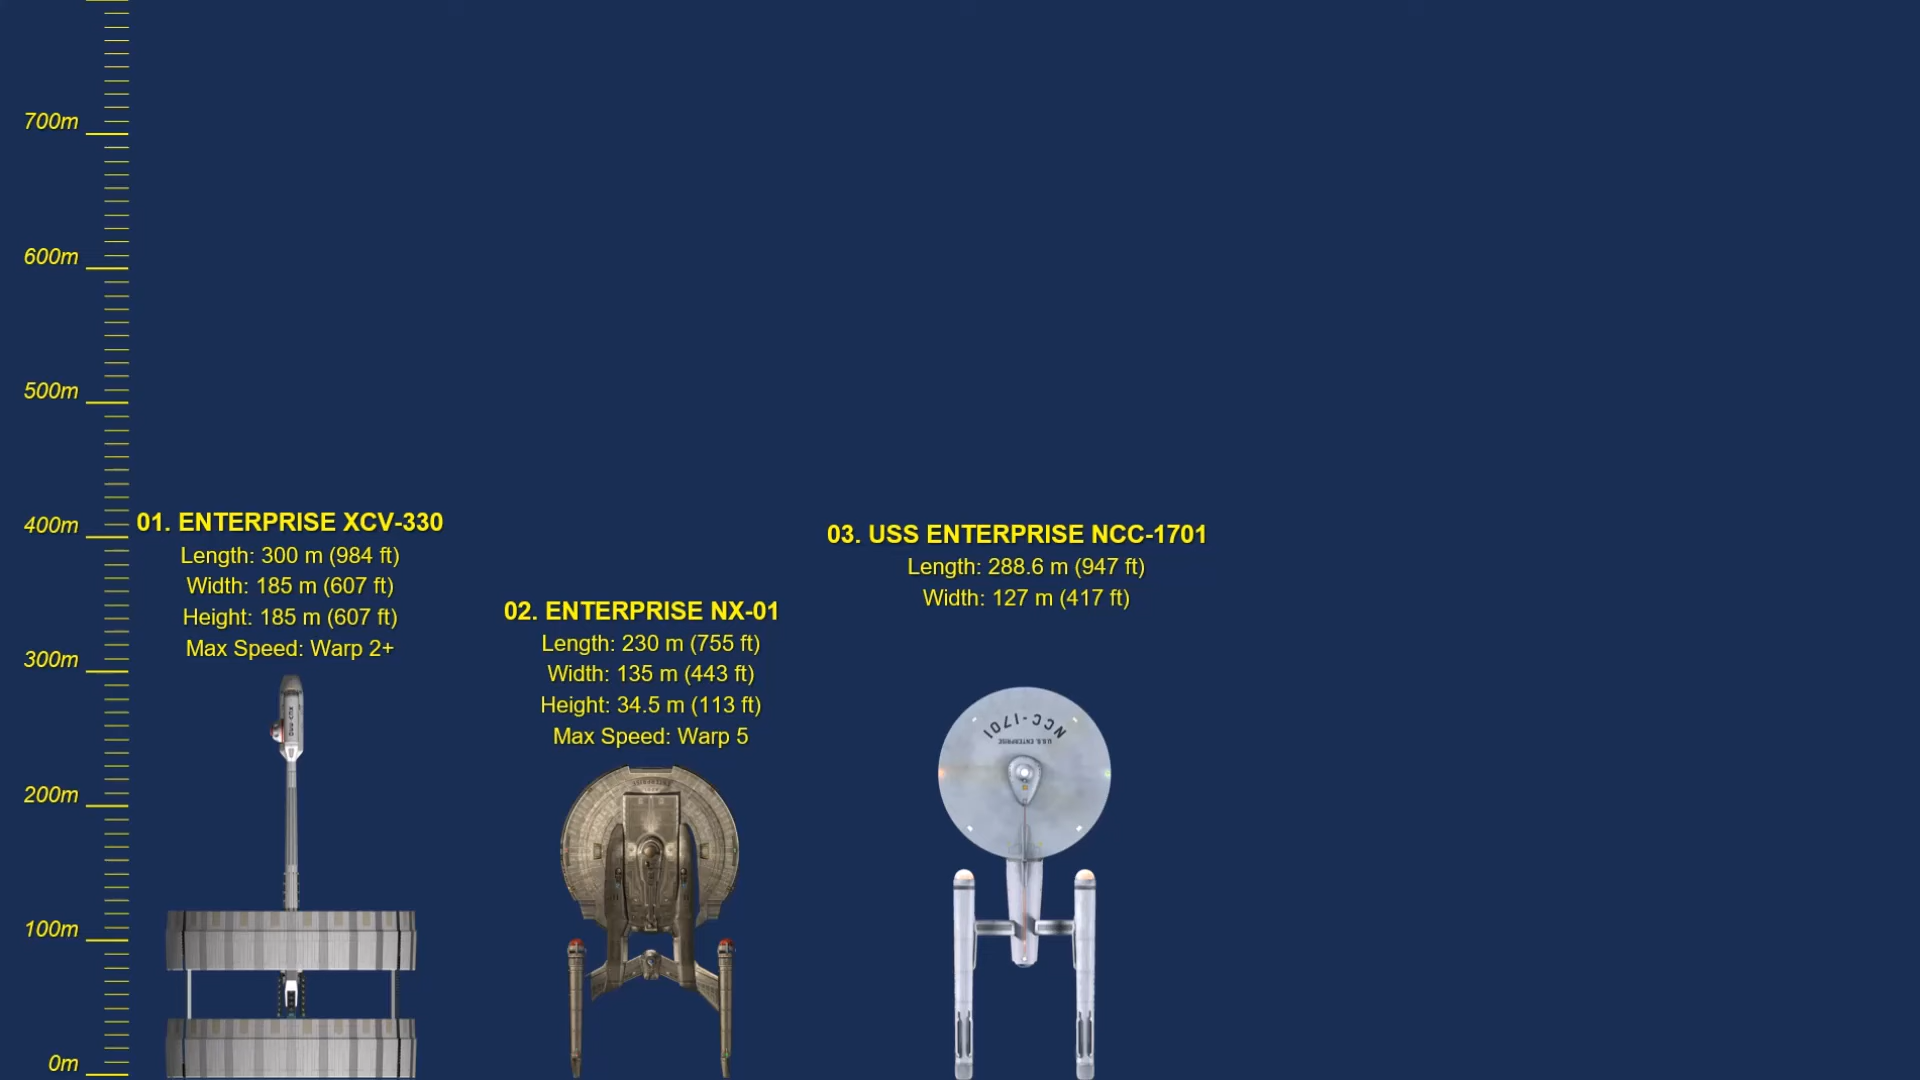 700m
600m
500m
400m
300m
200m
100m
0m
01. ENTERPRISE XCV-330
Length: 300 m (984 ft)
Width: 185 m (607 ft)
Height: 185 m (607 ft)
Max Speed: Warp 2+
02. ENTERPRISE NX-01
Length: 230 m (755 ft)
Width: 135 m (443 ft)
Height: 34.5 m (113 ft)
Max Speed: Warp 5
03. USS ENTERPRISE NCC-1701
Length: 288.6 m (947 ft)
Width: 127 m (417 ft)
NCC-1701
U.S.S. ENTERPRISE